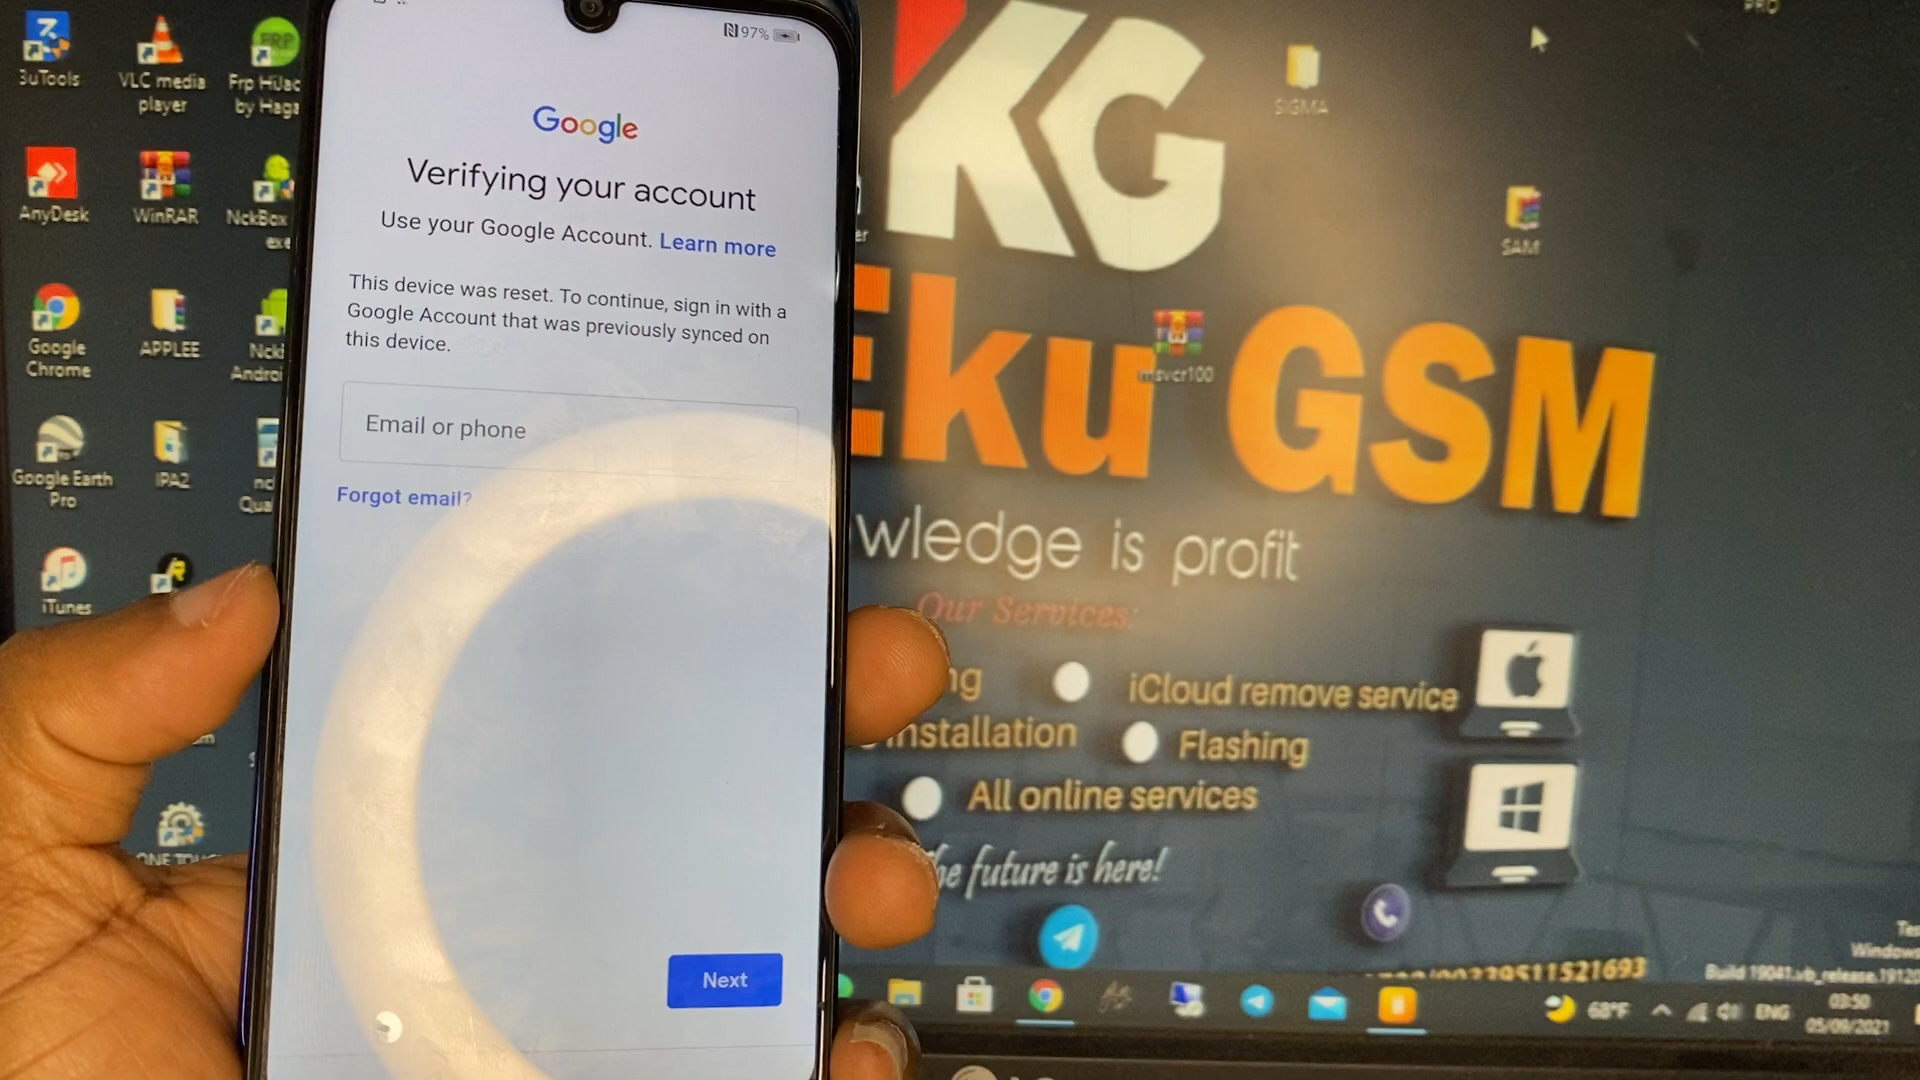 97%
Google
Verifying your account
Use your Google Account. Learn more
This device was reset. To continue, sign in with a
Google Account that was previously synced on
this device.
Email or phone
Forgot email?
Next
3uTools
VLC media
player
Frp HiJac
by Haga
AnyDesk
WinRAR
NckBox
exe
Google
Chrome
APPLEE
Nck
Androi
Google Earth
Pro
IPA2
nc
Qua
iTunes
ONE TOU
PRO
SIGMA
SAM
KG
Eku GSM
msvcr100
wledge is profit
Our Services:
ng
iCloud remove service
installation
Flashing
All online services
he future is here!
00339511521693
Tes
Windows
Build 19041.vb_release.19120
68°F
ENG
03:50
05/09/2021